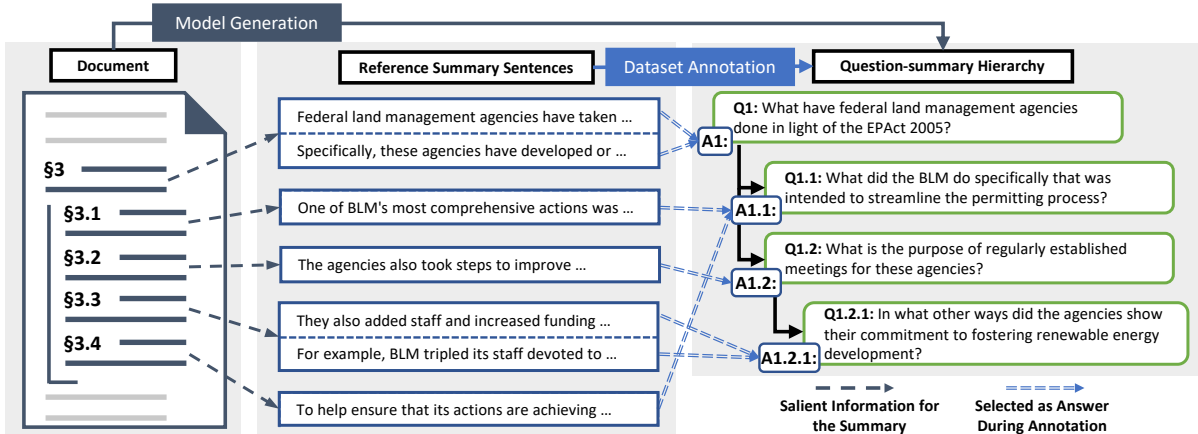 Model Generation
Document
Reference Summary Sentences
Dataset Annotation
Question-summary Hierarchy
§3
§3.1
§3.2
§3.3
§3.4
Federal land management agencies have taken ...
Specifically, these agencies have developed or ...
One of BLM's most comprehensive actions was ...
The agencies also took steps to improve ...
They also added staff and increased funding ...
For example, BLM tripled its staff devoted to ...
To help ensure that its actions are achieving ...
Q1: What have federal land management agencies
done in light of the EPAct 2005?
A1:
Q1.1: What did the BLM do specifically that was
intended to streamline the permitting process?
A1.1:
Q1.2: What is the purpose of regularly established
meetings for these agencies?
A1.2:
Q1.2.1: In what other ways did the agencies show
their commitment to fostering renewable energy
development?
A1.2.1:
Salient Information for
the Summary
Selected as Answer
During Annotation